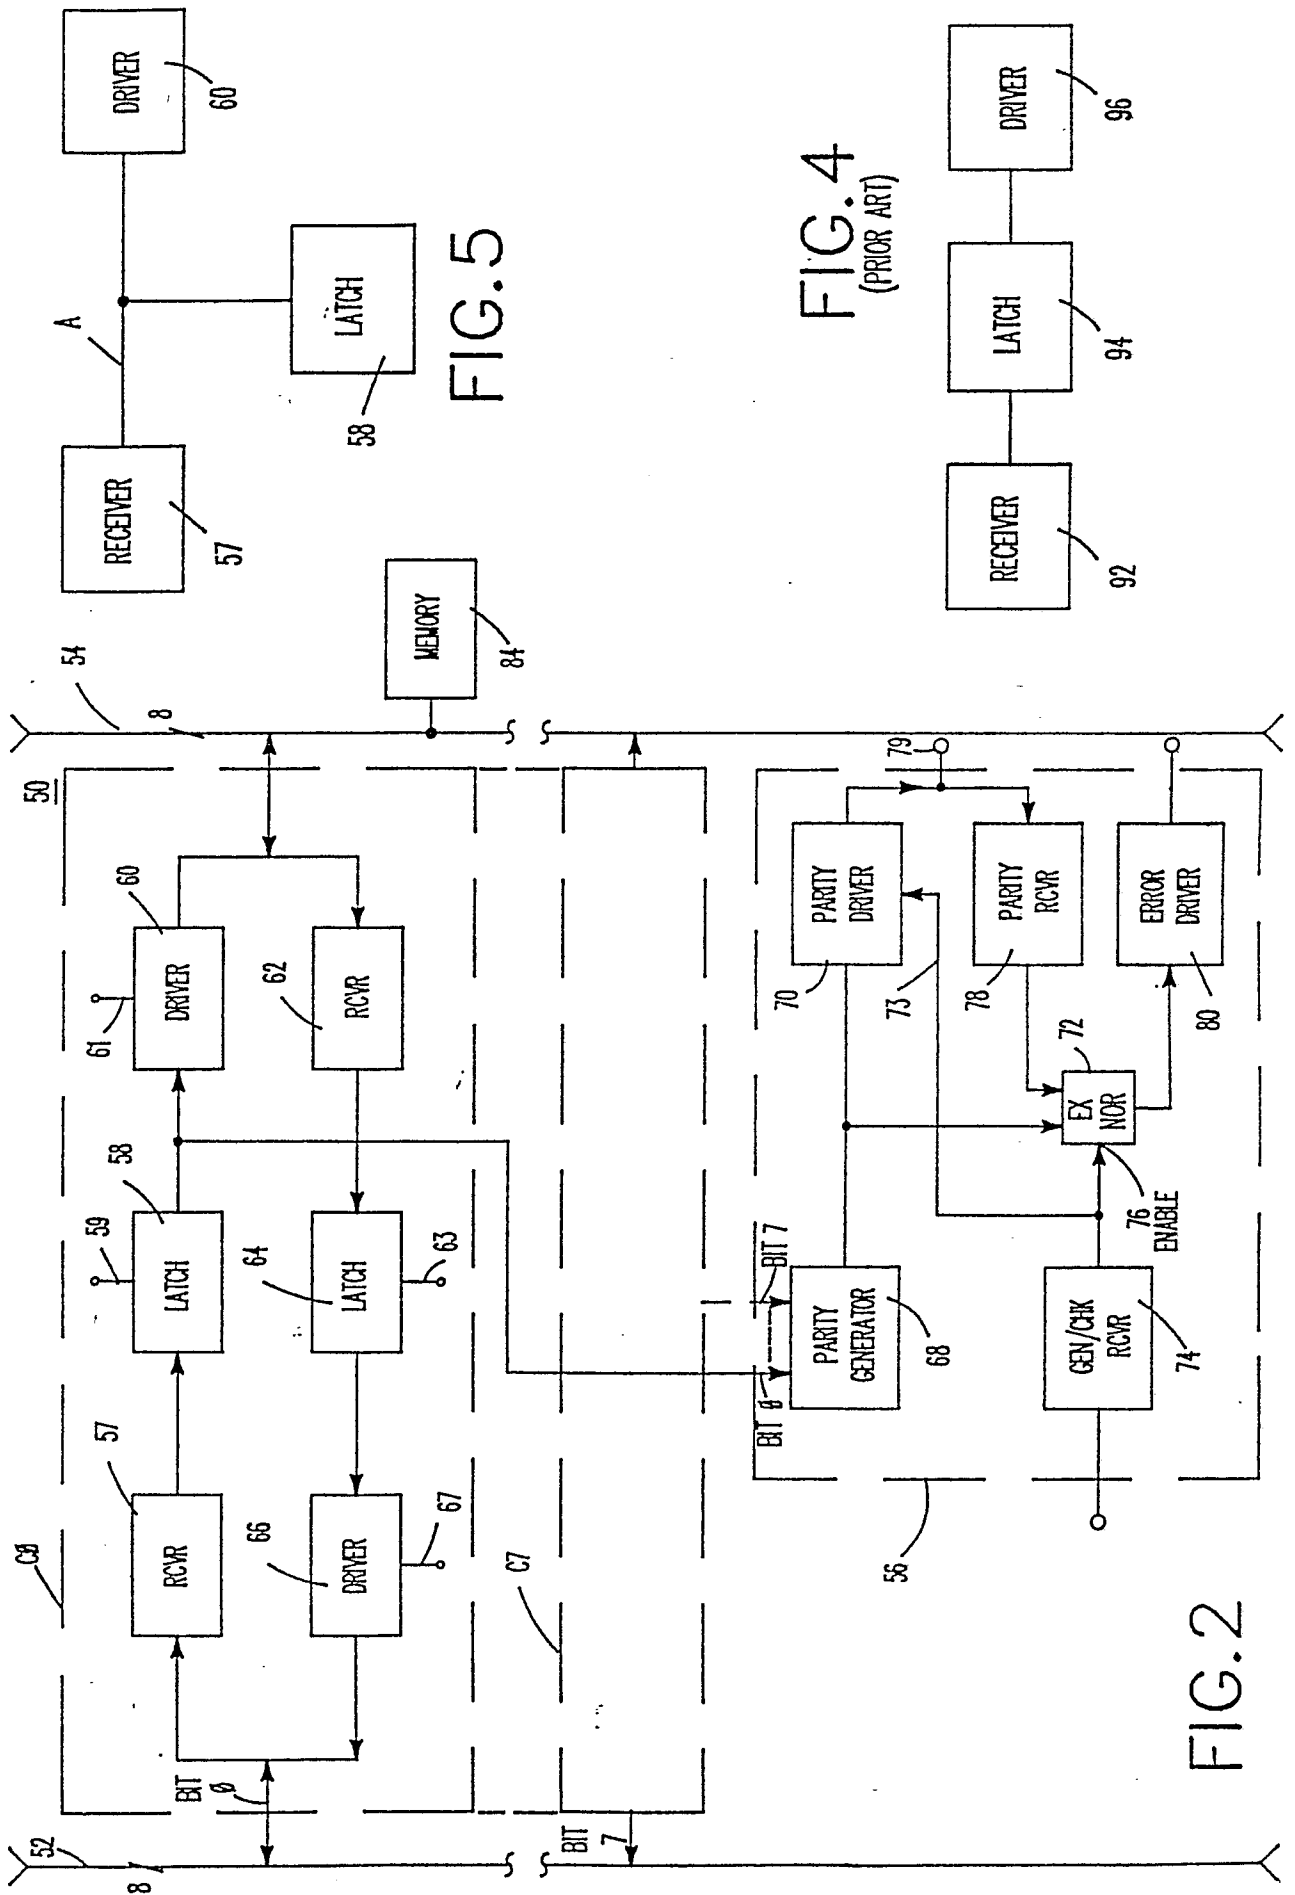 52
8
BIT
Ø
CØ
57
RCVR
59
58
LATCH
61
60
DRIVER
50
54
8
66
DRIVER
67
64
LATCH
63
62
RCVR
MEMORY
84
BIT
7
C7
BIT Ø
BIT 7
56
PARITY
GENERATOR
68
70
PARITY
DRIVER
79
73
78
PARITY
RCVR
GEN/CHK
RCVR
74
76
ENABLE
72
EX
NOR
80
ERROR
DRIVER
FIG.2
RECEIVER
57
A
DRIVER
60
LATCH
58
FIG.5
FIG.4
(PRIOR ART)
RECEIVER
92
LATCH
94
DRIVER
96